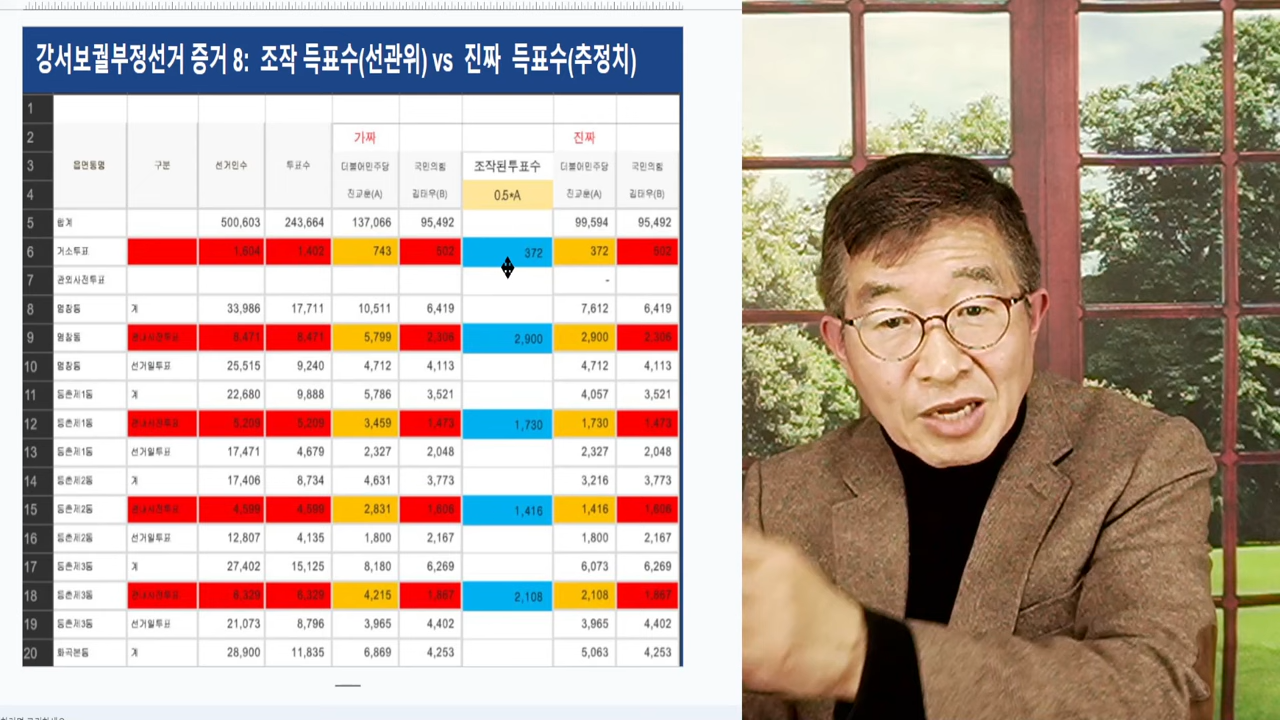 강서보궐부정선거 증거 8: 조작 득표수(선관위) vs 진짜 득표수(추정치)
1
2 가짜 진짜
3 읍면동명 구분 선거인수 투표수 더불어민주당 국민의힘 조작된투표수 더불어민주당 국민의힘
4 진교훈(A) 김태우(B) 0.5*A 진교훈(A) 김태우(B)
5 합계 500,603 243,664 137,066 95,492 99,594 95,492
6 거소투표 1,604 1,402 743 502 372 372 502
7 관외사전투표 -
8 염창동 계 33,986 17,711 10,511 6,419 7,612 6,419
9 염창동 관내사전투표 8,471 8,471 5,799 2,306 2,900 2,900 2,306
10 염창동 선거일투표 25,515 9,240 4,712 4,113 4,712 4,113
11 등촌제1동 계 22,680 9,888 5,786 3,521 4,057 3,521
12 등촌제1동 관내사전투표 5,209 5,209 3,459 1,473 1,730 1,730 1,473
13 등촌제1동 선거일투표 17,471 4,679 2,327 2,048 2,327 2,048
14 등촌제2동 계 17,406 8,734 4,631 3,773 3,216 3,773
15 등촌제2동 관내사전투표 4,599 4,599 2,831 1,606 1,416 1,416 1,606
16 등촌제2동 선거일투표 12,807 4,135 1,800 2,167 1,800 2,167
17 등촌제3동 계 27,402 15,125 8,180 6,269 6,073 6,269
18 등촌제3동 관내사전투표 6,329 6,329 4,215 1,867 2,108 2,108 1,867
19 등촌제3동 선거일투표 21,073 8,796 3,965 4,402 3,965 4,402
20 화곡본동 계 28,900 11,835 6,869 4,253 5,063 4,253